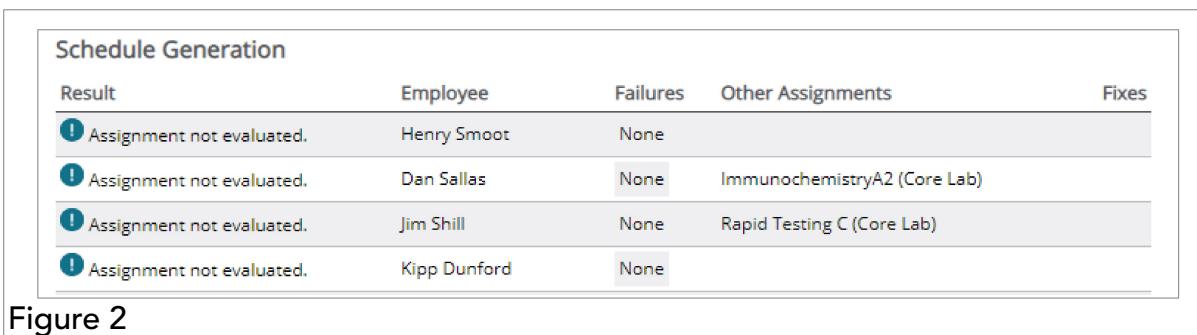 Schedule Generation
Result Employee Failures Other Assignments Fixes
Assignment not evaluated. Henry Smoot None
Assignment not evaluated. Dan Sallas None ImmunochemistryA2 (Core Lab)
Assignment not evaluated. Jim Shill None Rapid Testing C (Core Lab)
Assignment not evaluated. Kipp Dunford None
Figure 2